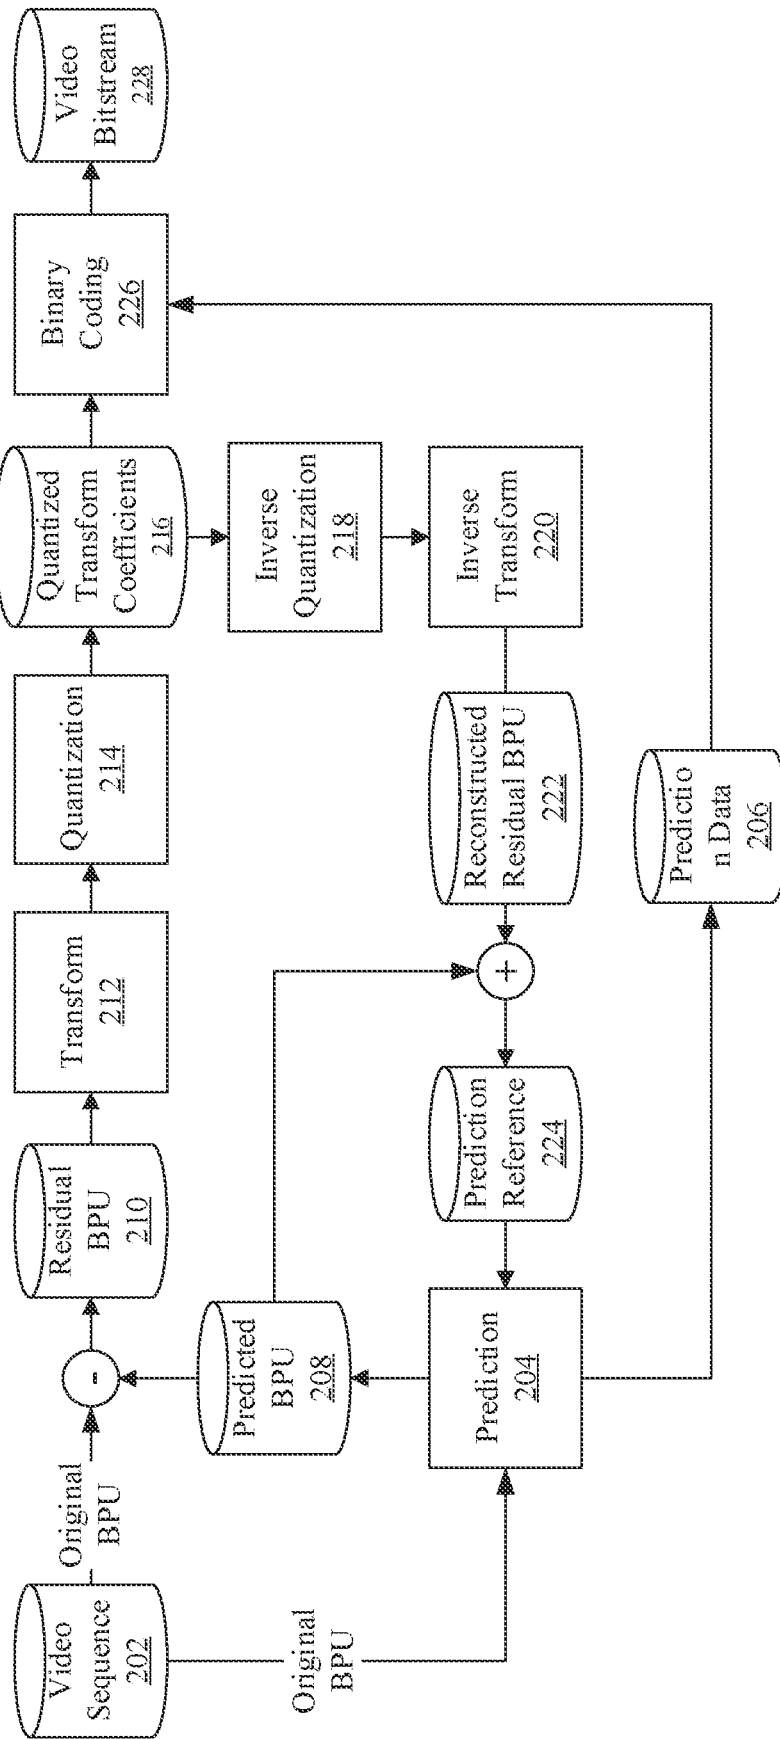 Video
Sequence
202
Original
BPU
-
Residual
BPU
210
Transform
212
Quantization
214
Quantized
Transform
Coefficients
216
Binary
Coding
226
Video
Bitstream
228
Original
BPU
Predicted
BPU
208
Inverse
Quantization
218
Prediction
204
Prediction
Reference
224
+
Reconstructed
Residual BPU
222
Inverse
Transform
220
Predictio
n Data
206